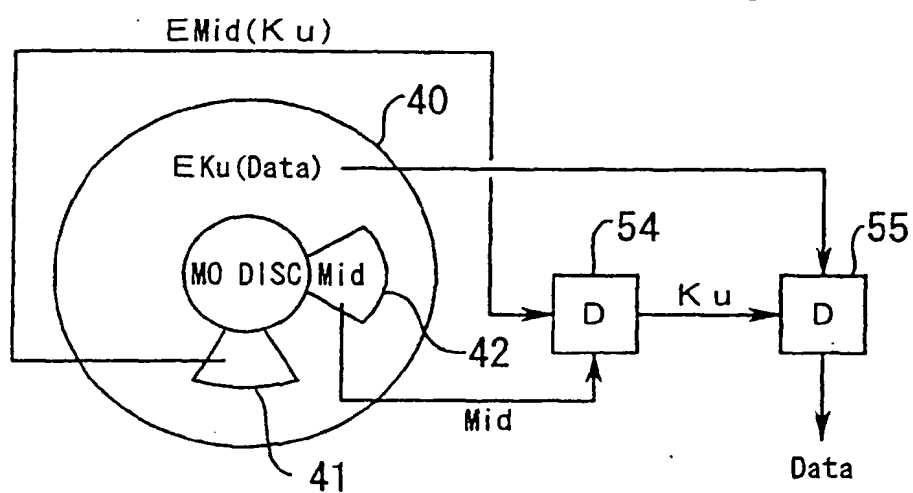 EMid(Ku)
40
EKu(Data)
54
55
MO DISC
Mid
D
Ku
D
42
Mid
41
Data